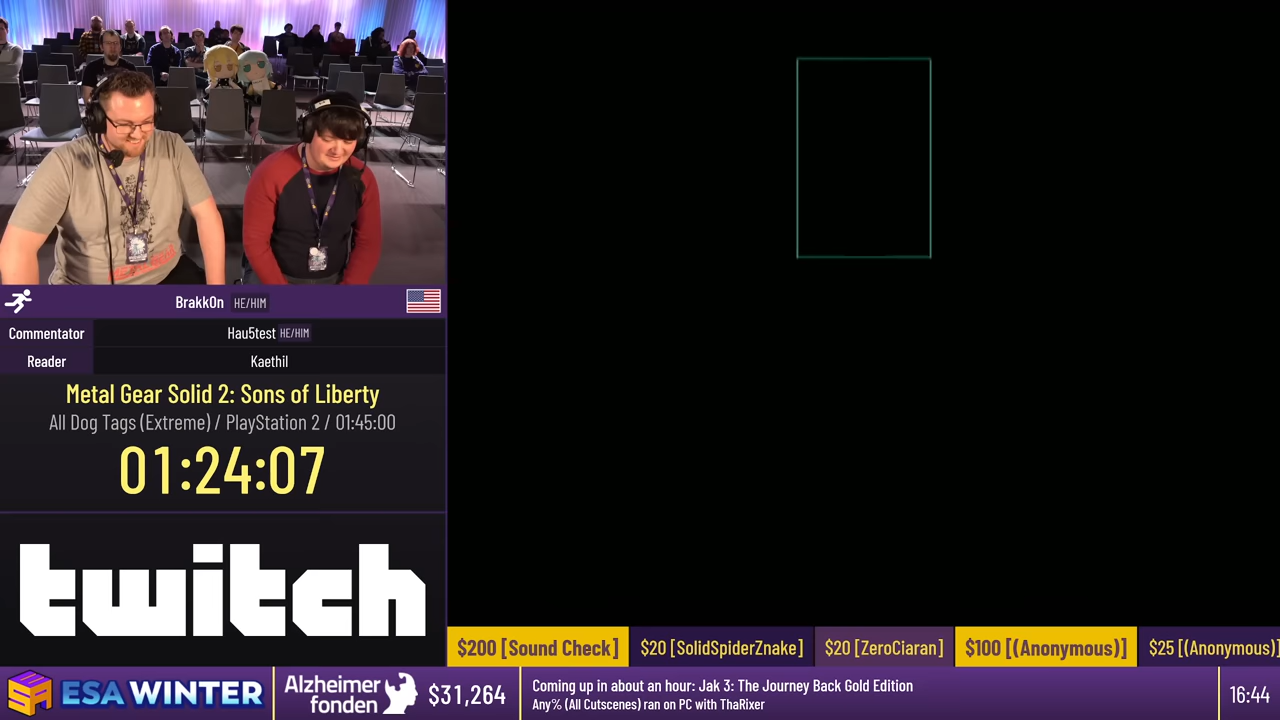 BrakkOn HE/HIM
Commentator Hau5test HE/HIM
Reader Kaethil
Metal Gear Solid 2: Sons of Liberty
All Dog Tags (Extreme) / PlayStation 2 / 01:45:00
01:24:07
twitch
$200 [Sound Check] $20 [SolidSpiderZnake] $20 [ZeroCiaran] $100 [(Anonymous)] $25 [(Anonymous)]
ESA WINTER
Alzheimer
fonden
$31,264
Coming up in about an hour: Jak 3: The Journey Back Gold Edition
Any% (All Cutscenes) ran on PC with ThaRixer
16:44